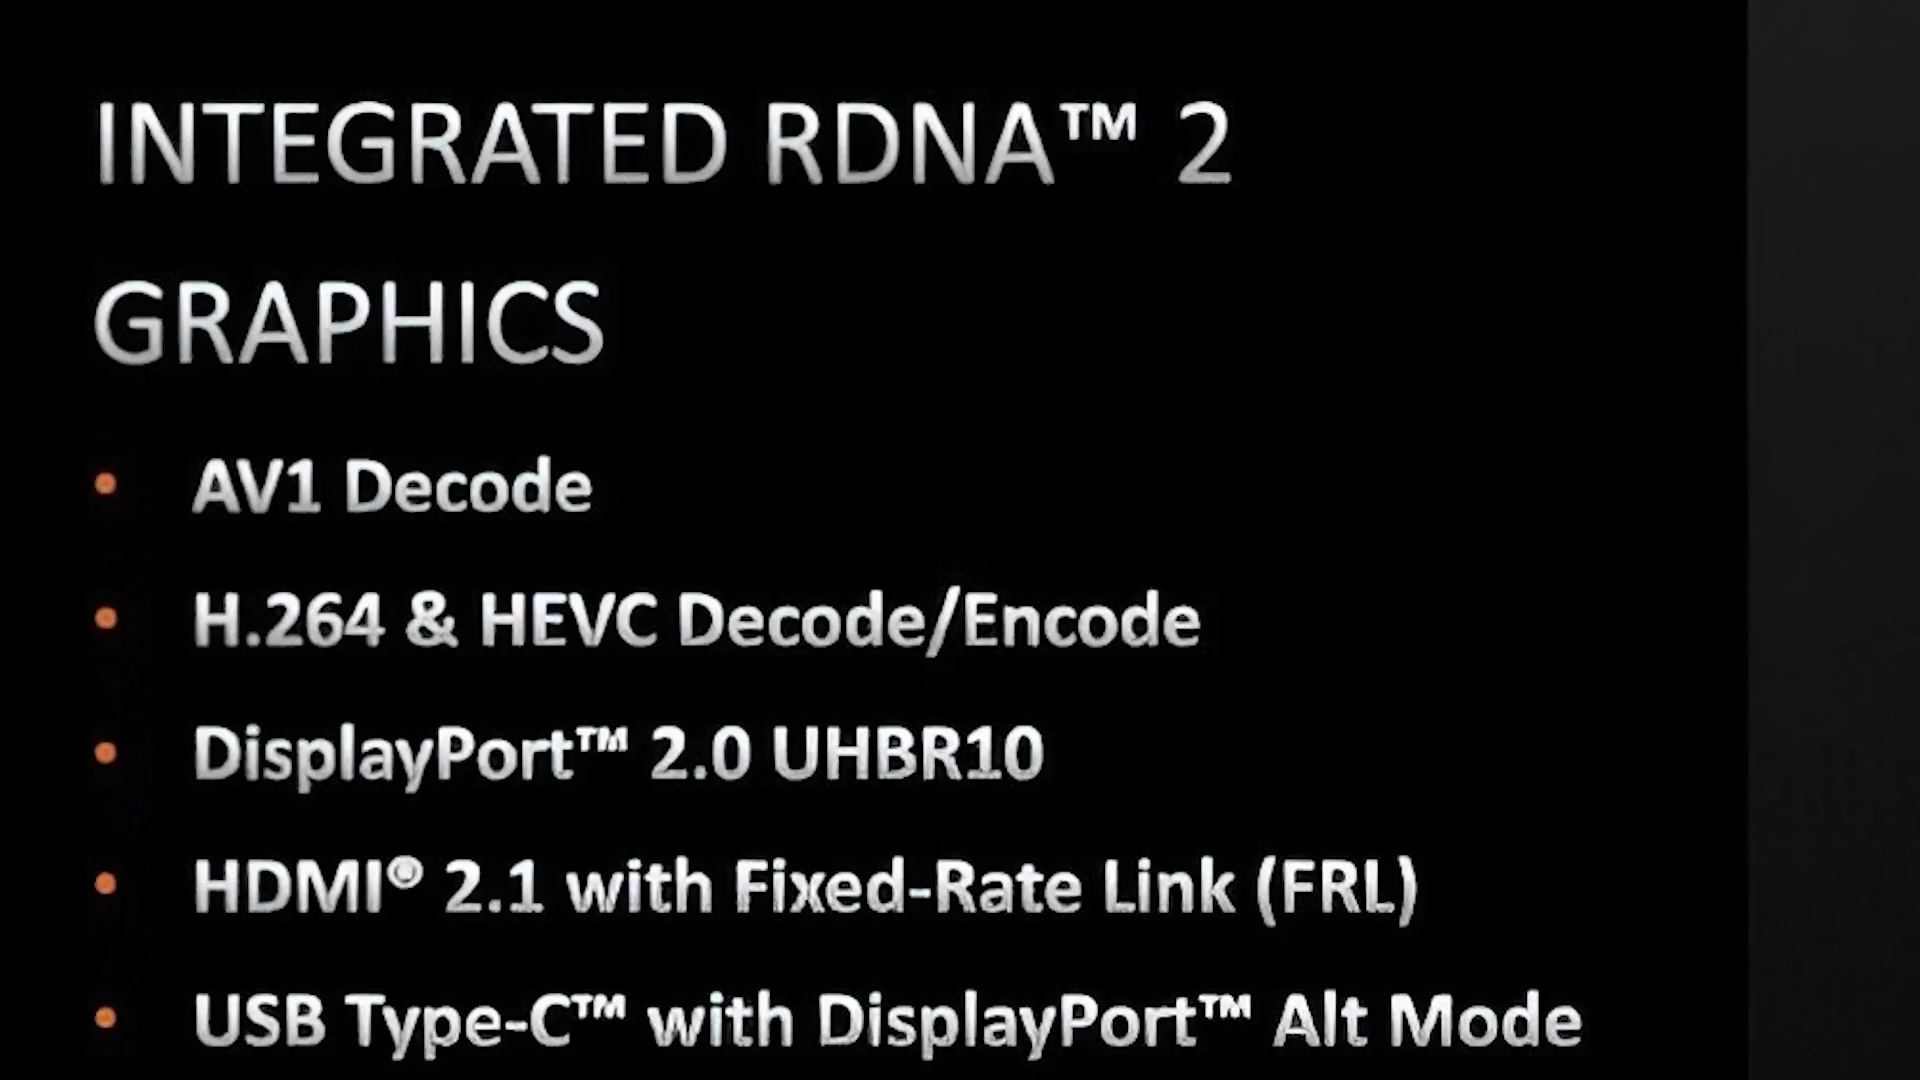 INTEGRATED RDNA™ 2
GRAPHICS
• AV1 Decode
• H.264 & HEVC Decode/Encode
• DisplayPort™ 2.0 UHBR10
• HDMI® 2.1 with Fixed-Rate Link (FRL)
• USB Type-C™ with DisplayPort™ Alt Mode